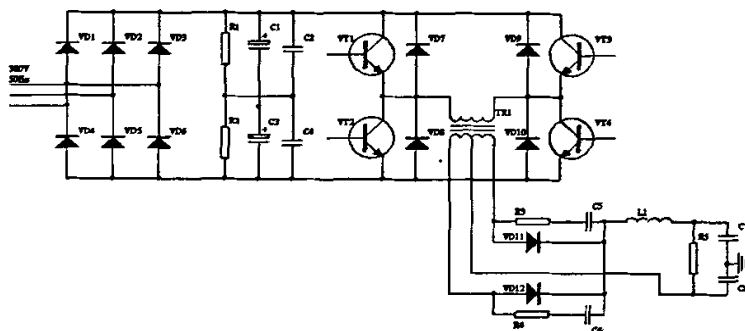 VD1
VD2
VD3
R1
C1
C2
VT1
VD7
VD9
VT3
380V
50Hz
VD4
VD5
VD6
R2
C3
C4
VT2
VD8
TR1
VD10
VT4
R3
C5
L1
VD11
R5
VD12
R4
C6